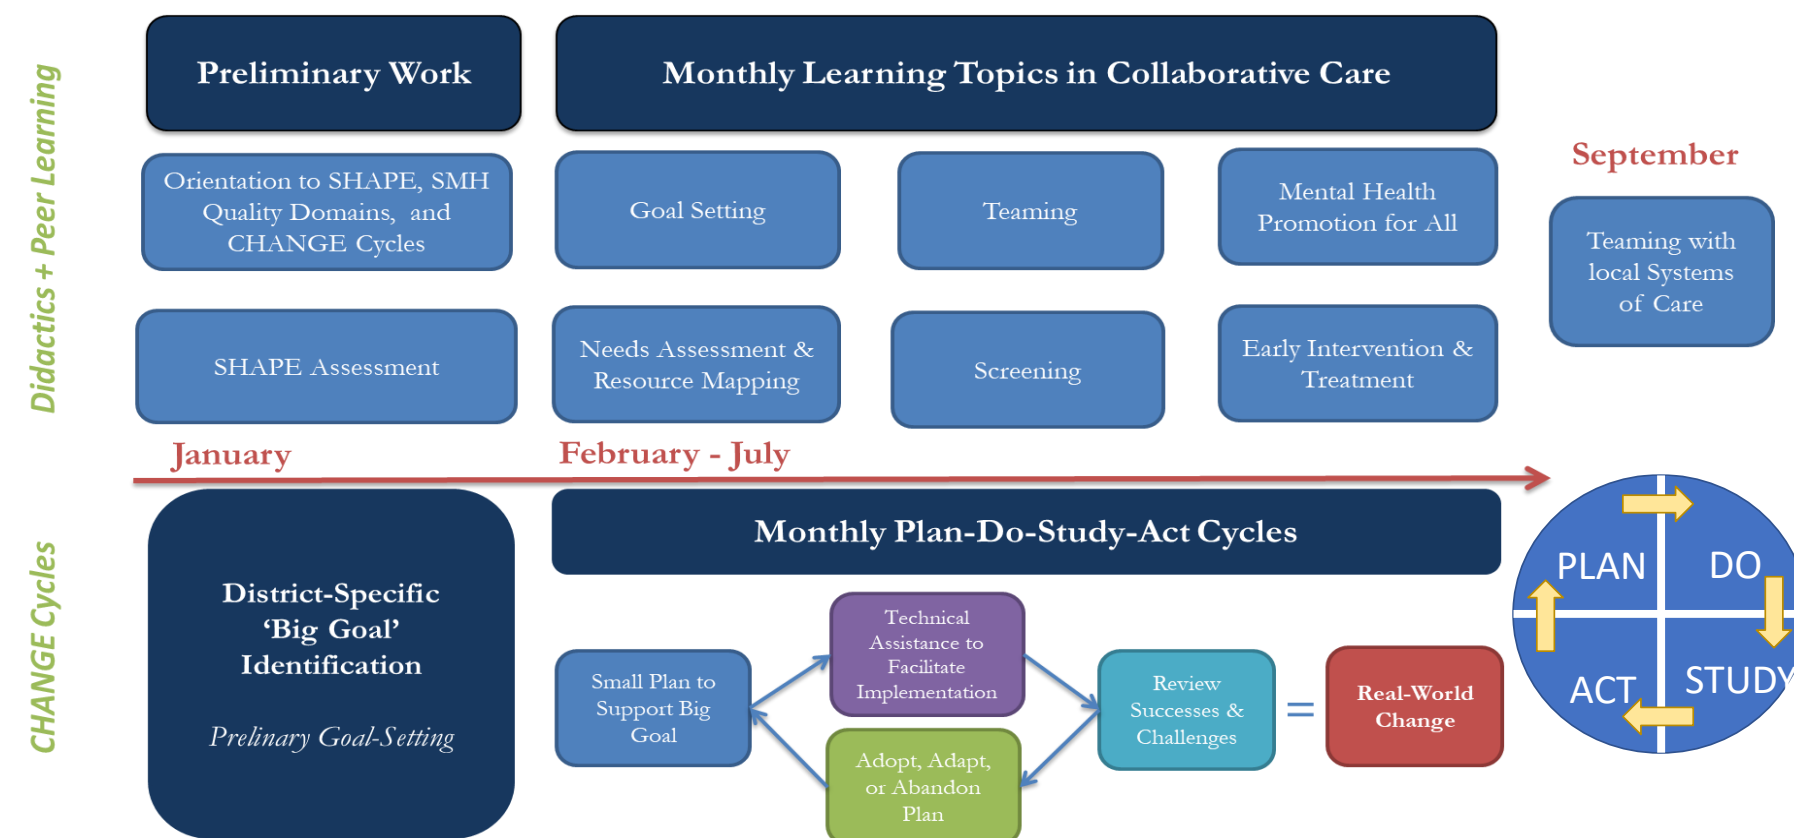 Didactics + Peer Learning
Preliminary Work
Monthly Learning Topics in Collaborative Care
Orientation to SHAPE, SMH
Quality Domains, and
CHANGE Cycles
Goal Setting
Teaming
Mental Health
Promotion for All
September
Teaming with
local Systems
of Care
SHAPE Assessment
Needs Assessment &
Resource Mapping
Screening
Early Intervention &
Treatment
January
February - July
CHANGE Cycles
District-Specific
‘Big Goal’
Identification
Prelinary Goal-Setting
Monthly Plan-Do-Study-Act Cycles
Small Plan to
Support Big
Goal
Technical
Assistance to
Facilitate
Implementation
Adopt, Adapt,
or Abandon
Plan
Review
Successes &
Challenges
=
Real-World
Change
PLAN
DO
ACT
STUDY